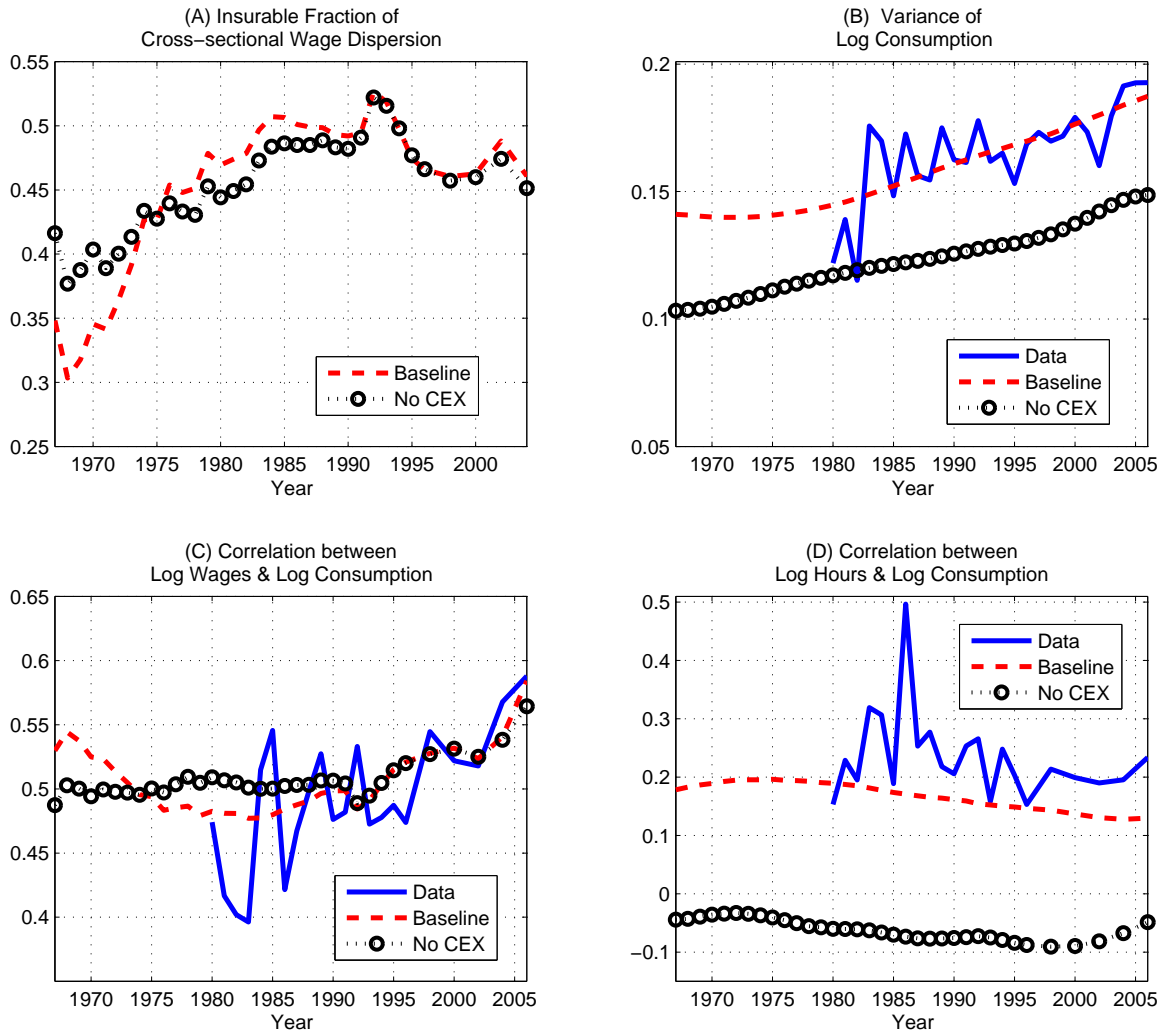 (A) Insurable Fraction of
Cross−sectional Wage Dispersion
0.55
0.5
0.45
0.4
0.35
0.3
0.25
1970 1975 1980 1985 1990 1995 2000
Year
Baseline
No CEX
(B) Variance of
Log Consumption
0.2
0.15
0.1
0.05
1970 1975 1980 1985 1990 1995 2000 2005
Year
Data
Baseline
No CEX
(C) Correlation between
Log Wages & Log Consumption
0.65
0.6
0.55
0.5
0.45
0.4
1970 1975 1980 1985 1990 1995 2000 2005
Year
Data
Baseline
No CEX
(D) Correlation between
Log Hours & Log Consumption
0.5
0.4
0.3
0.2
0.1
0
−0.1
1970 1975 1980 1985 1990 1995 2000 2005
Year
Data
Baseline
No CEX